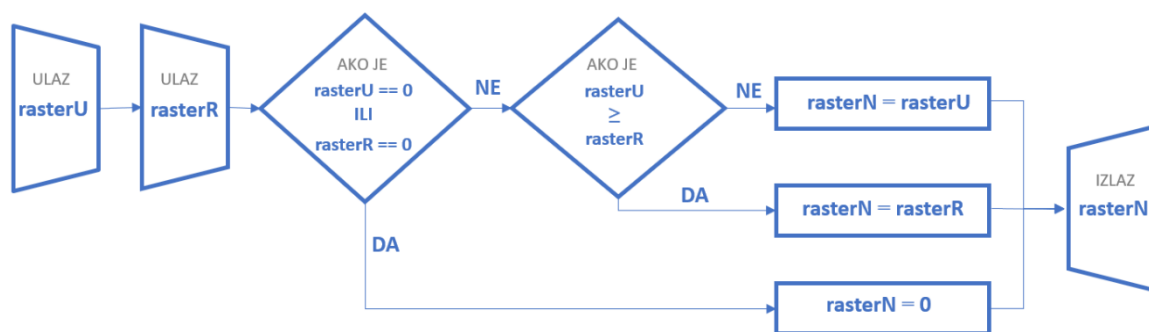 ULAZ
rasterU
ULAZ
rasterR
AKO JE
rasterU == 0
ILI
rasterR == 0
NE
DA
AKO JE
rasterU
≥
rasterR
NE
DA
rasterN = rasterU
rasterN = rasterR
rasterN = 0
IZLAZ
rasterN